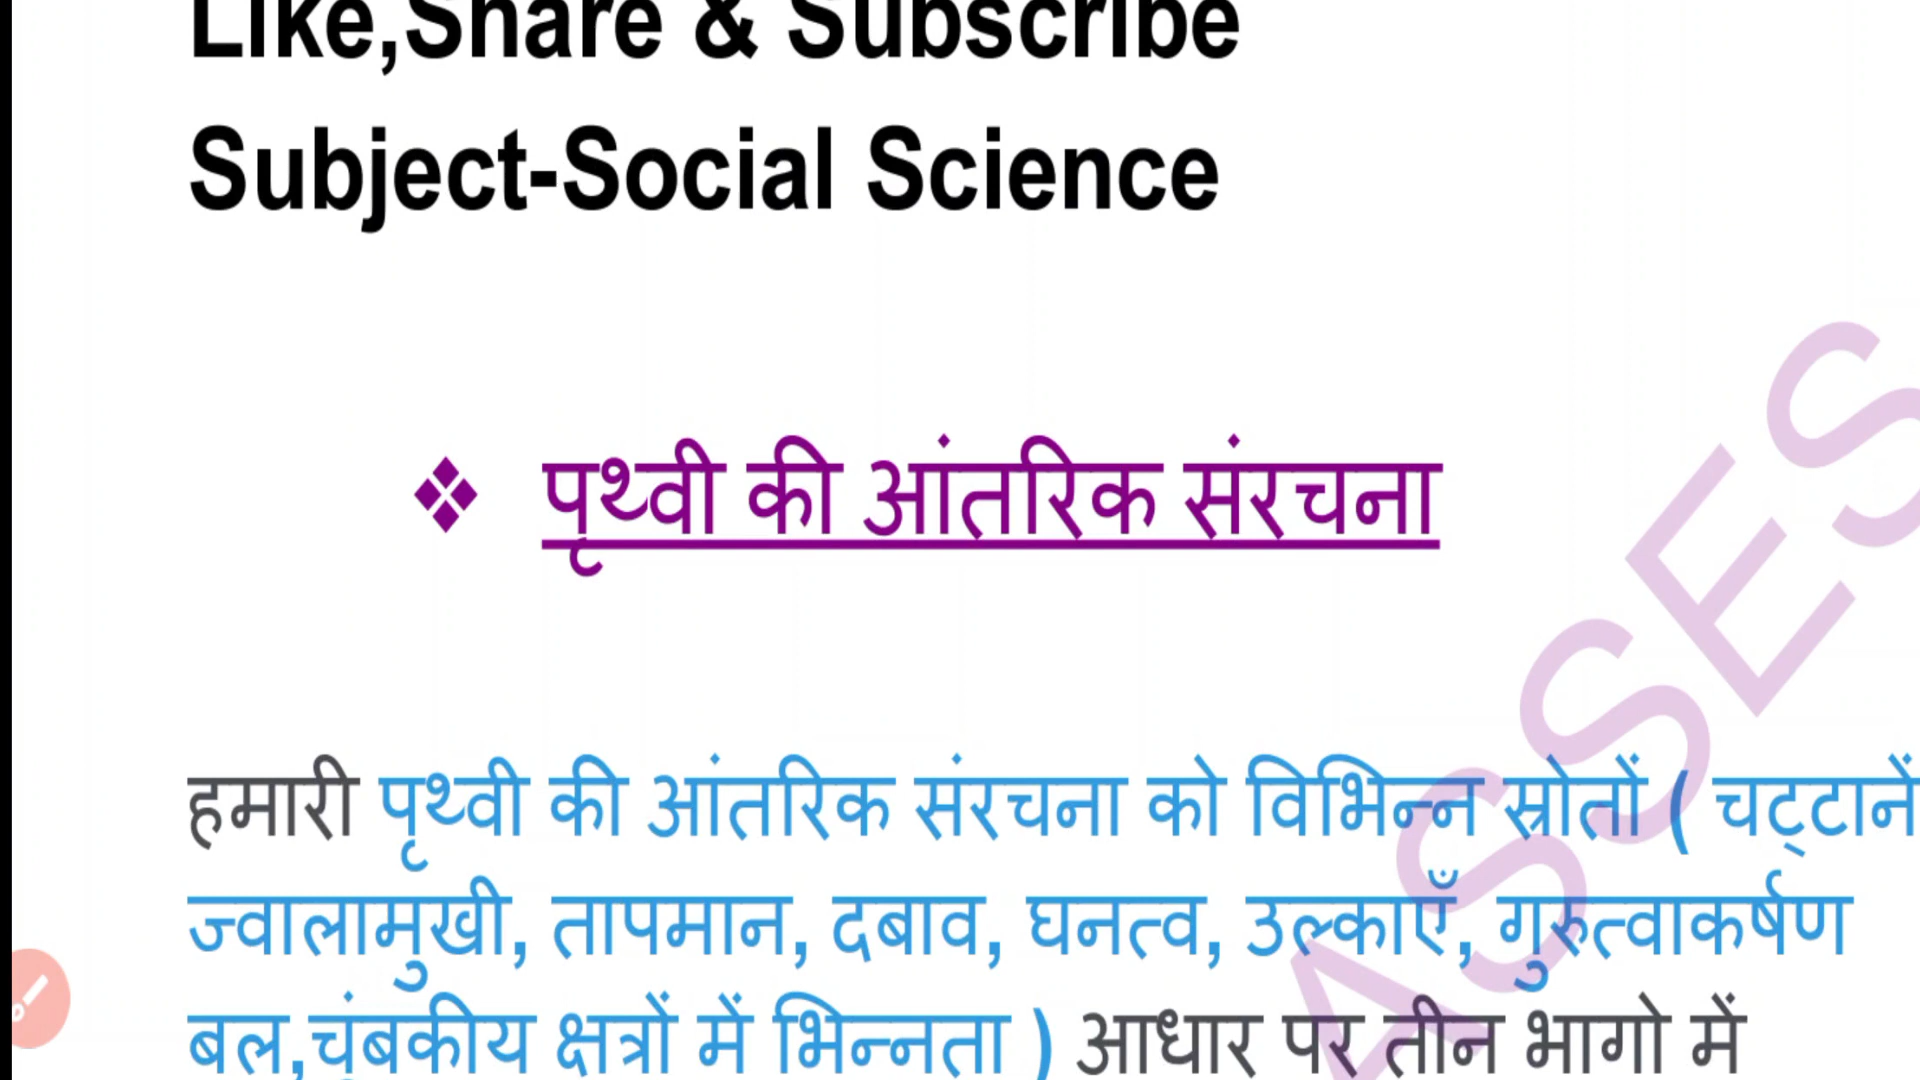 Like,Share & Subscribe
Subject-Social Science
❖ पृथ्वी की आंतरिक संरचना
हमारी पृथ्वी की आंतरिक संरचना को विभिन्न स्रोतों ( चट्टानें
ज्वालामुखी, तापमान, दबाव, घनत्व, उल्काएँ, गुरुत्वाकर्षण
बल,चुंबकीय क्षत्रों में भिन्नता ) आधार पर तीन भागो में
ASSES